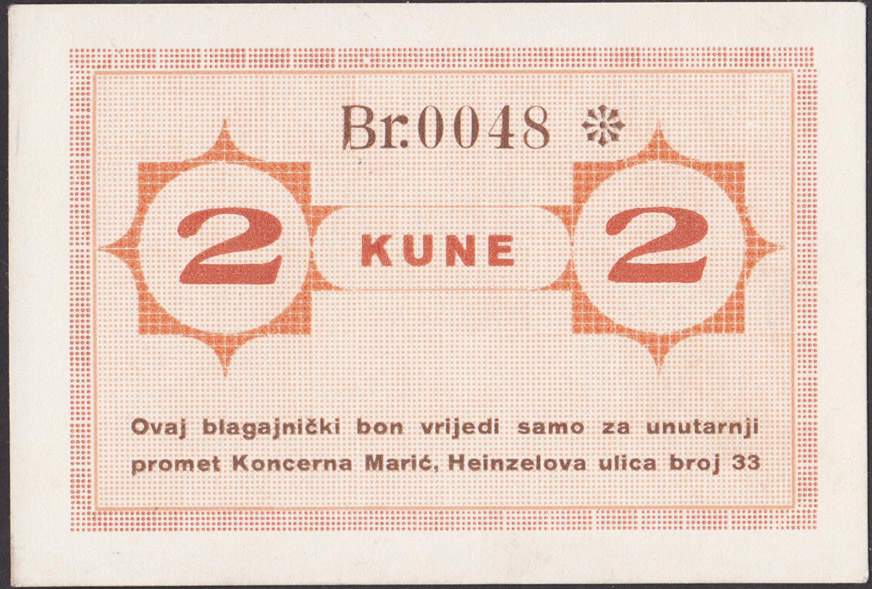 Br. 0048
2 KUNE 2
Ovaj blagajnički bon vrijedi samo za unutarnji
promet Koncerna Marić, Heinzelova ulica broj 33